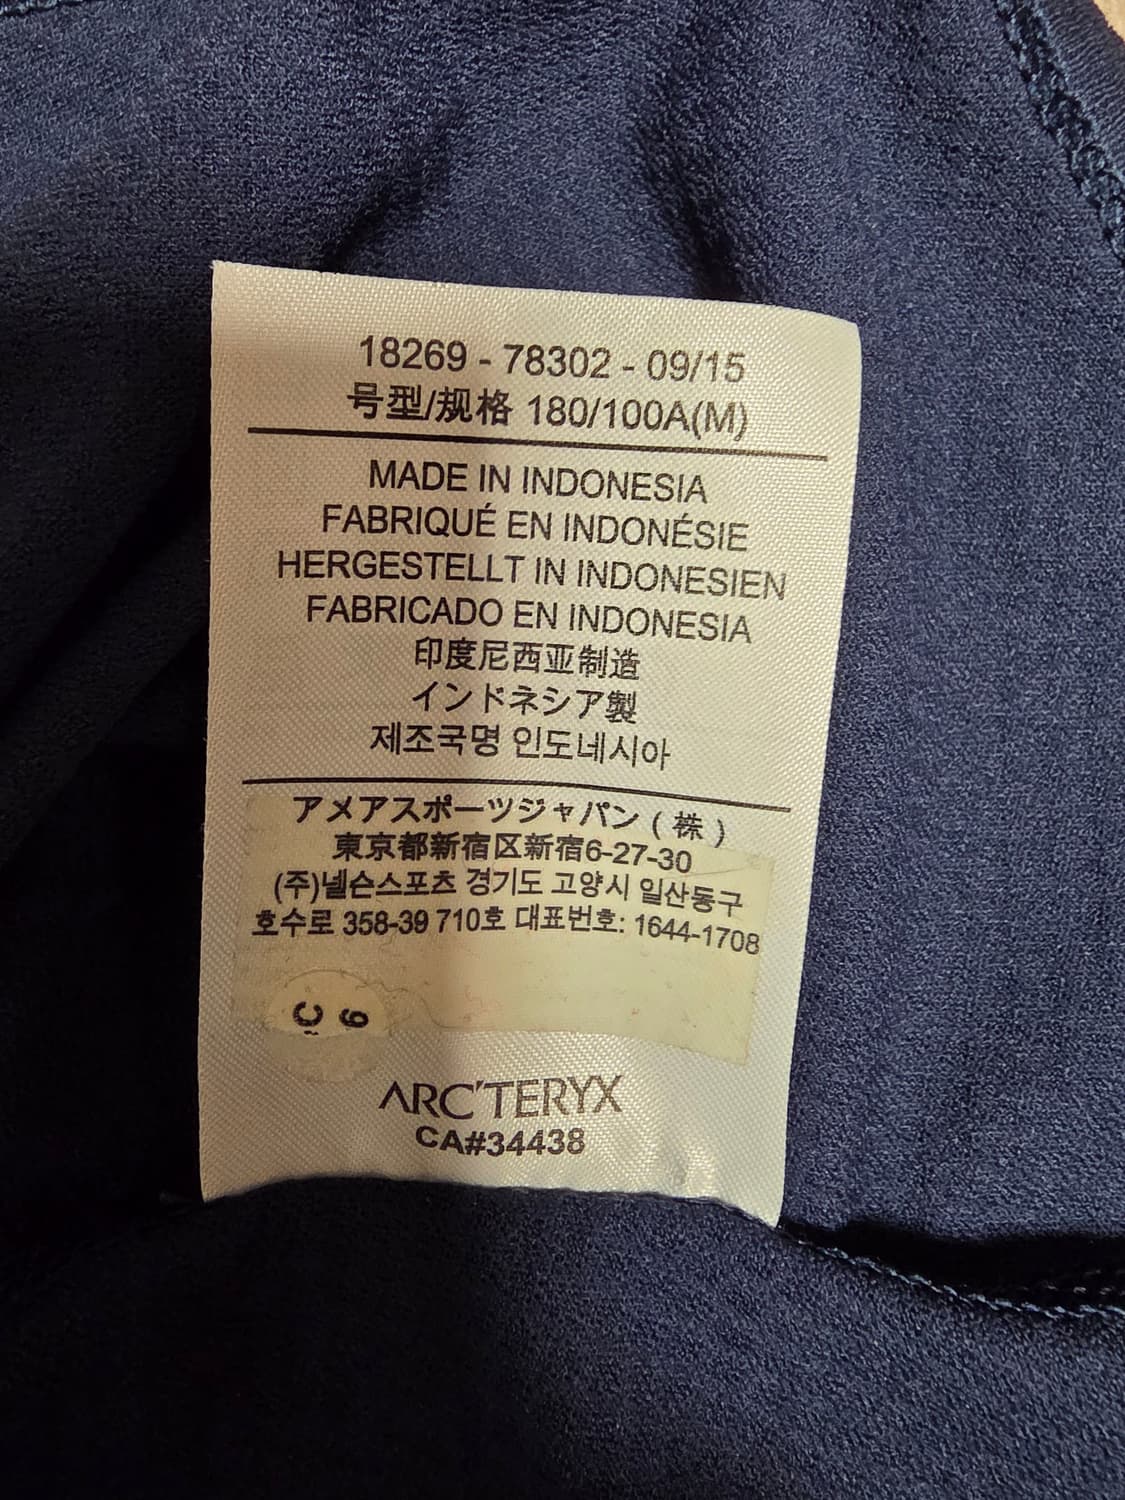 18269 - 78302 - 09/15
号型/规格 180/100A(M)
MADE IN INDONESIA
FABRIQUÉ EN INDONÉSIE
HERGESTELLT IN INDONESIEN
FABRICADO EN INDONESIA
印度尼西亚制造
インドネシア製
제조국명 인도네시아
アメアスポーツジャパン ( 株 )
東京都新宿区新宿6-27-30
(주)넬슨스포츠 경기도 고양시 일산동구
호수로 358-39 710호 대표번호: 1644-1708
ARC'TERYX
CA#34438